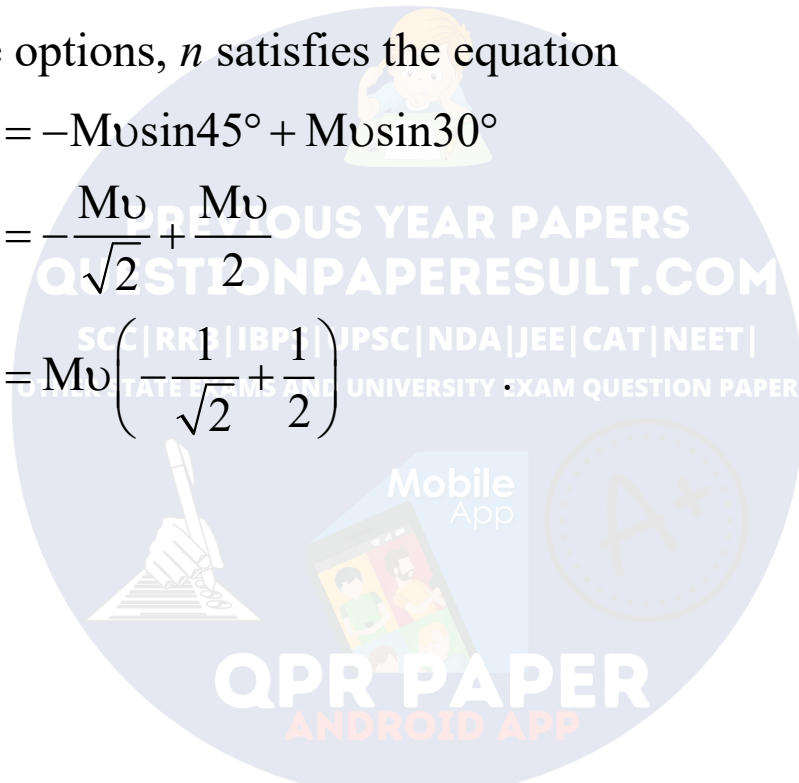 options, n satisfies the equation
= −Mυsin45° + Mυsin30°
= −Mυ/√2 + Mυ/2
PREVIOUS YEAR PAPERS
QUESTIONPAPERESULT.COM
= Mυ(−1/√2 + 1/2) .
SCC|RRB|IBPS|UPSC|NDA|JEE|CAT|NEET|
OTHER STATE EXAMS AND UNIVERSITY EXAM QUESTION PAPER
Mobile
App
A+
QPR PAPER
ANDROID APP